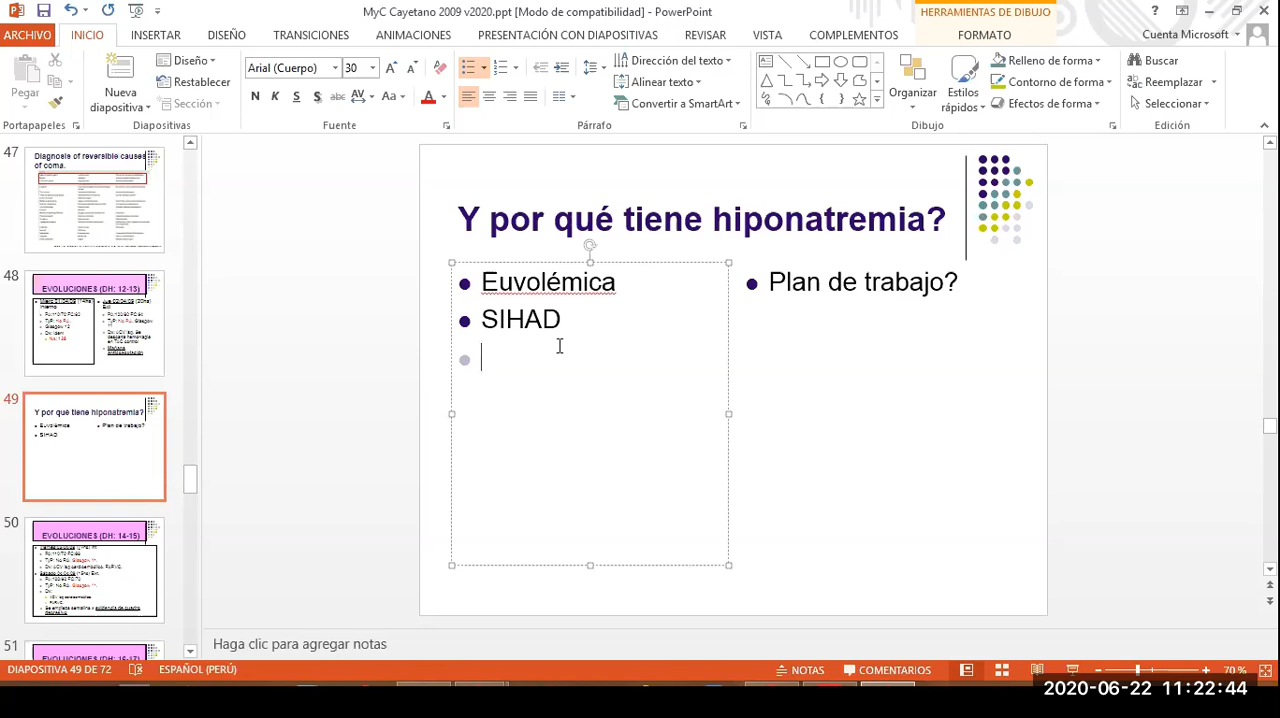 MyC Cayetano 2009 v2020.ppt [Modo de compatibilidad] - PowerPoint
HERRAMIENTAS DE DIBUJO
ARCHIVO INICIO INSERTAR DISEÑO TRANSICIONES ANIMACIONES PRESENTACIÓN CON DIAPOSITIVAS REVISAR VISTA COMPLEMENTOS FORMATO
Cuenta Microsoft
Pegar
Nueva diapositiva
Diseño
Restablecer
Sección
Arial (Cuerpo) 30
N K S S abc AV Aa A
Dirección del texto
Alinear texto
Convertir a SmartArt
Organizar
Estilos rápidos
Relleno de forma
Contorno de forma
Efectos de forma
Buscar
Reemplazar
Seleccionar
Portapapeles Diapositivas Fuente Párrafo Dibujo Edición
47
Diagnosis of reversible causes of coma.
48
EVOLUCIONES (DH: 12-13)
49
Y por qué tiene hiponatremia?
Euvolémica
SIHAD
Plan de trabajo?
50
EVOLUCIONES (DH: 14-15)
51
Y por qué tiene hiponatremia?
Euvolémica
SIHAD
Plan de trabajo?
Haga clic para agregar notas
DIAPOSITIVA 49 DE 72 ESPAÑOL (PERÚ) NOTAS COMENTARIOS 70 %
2020-06-22 11:22:44